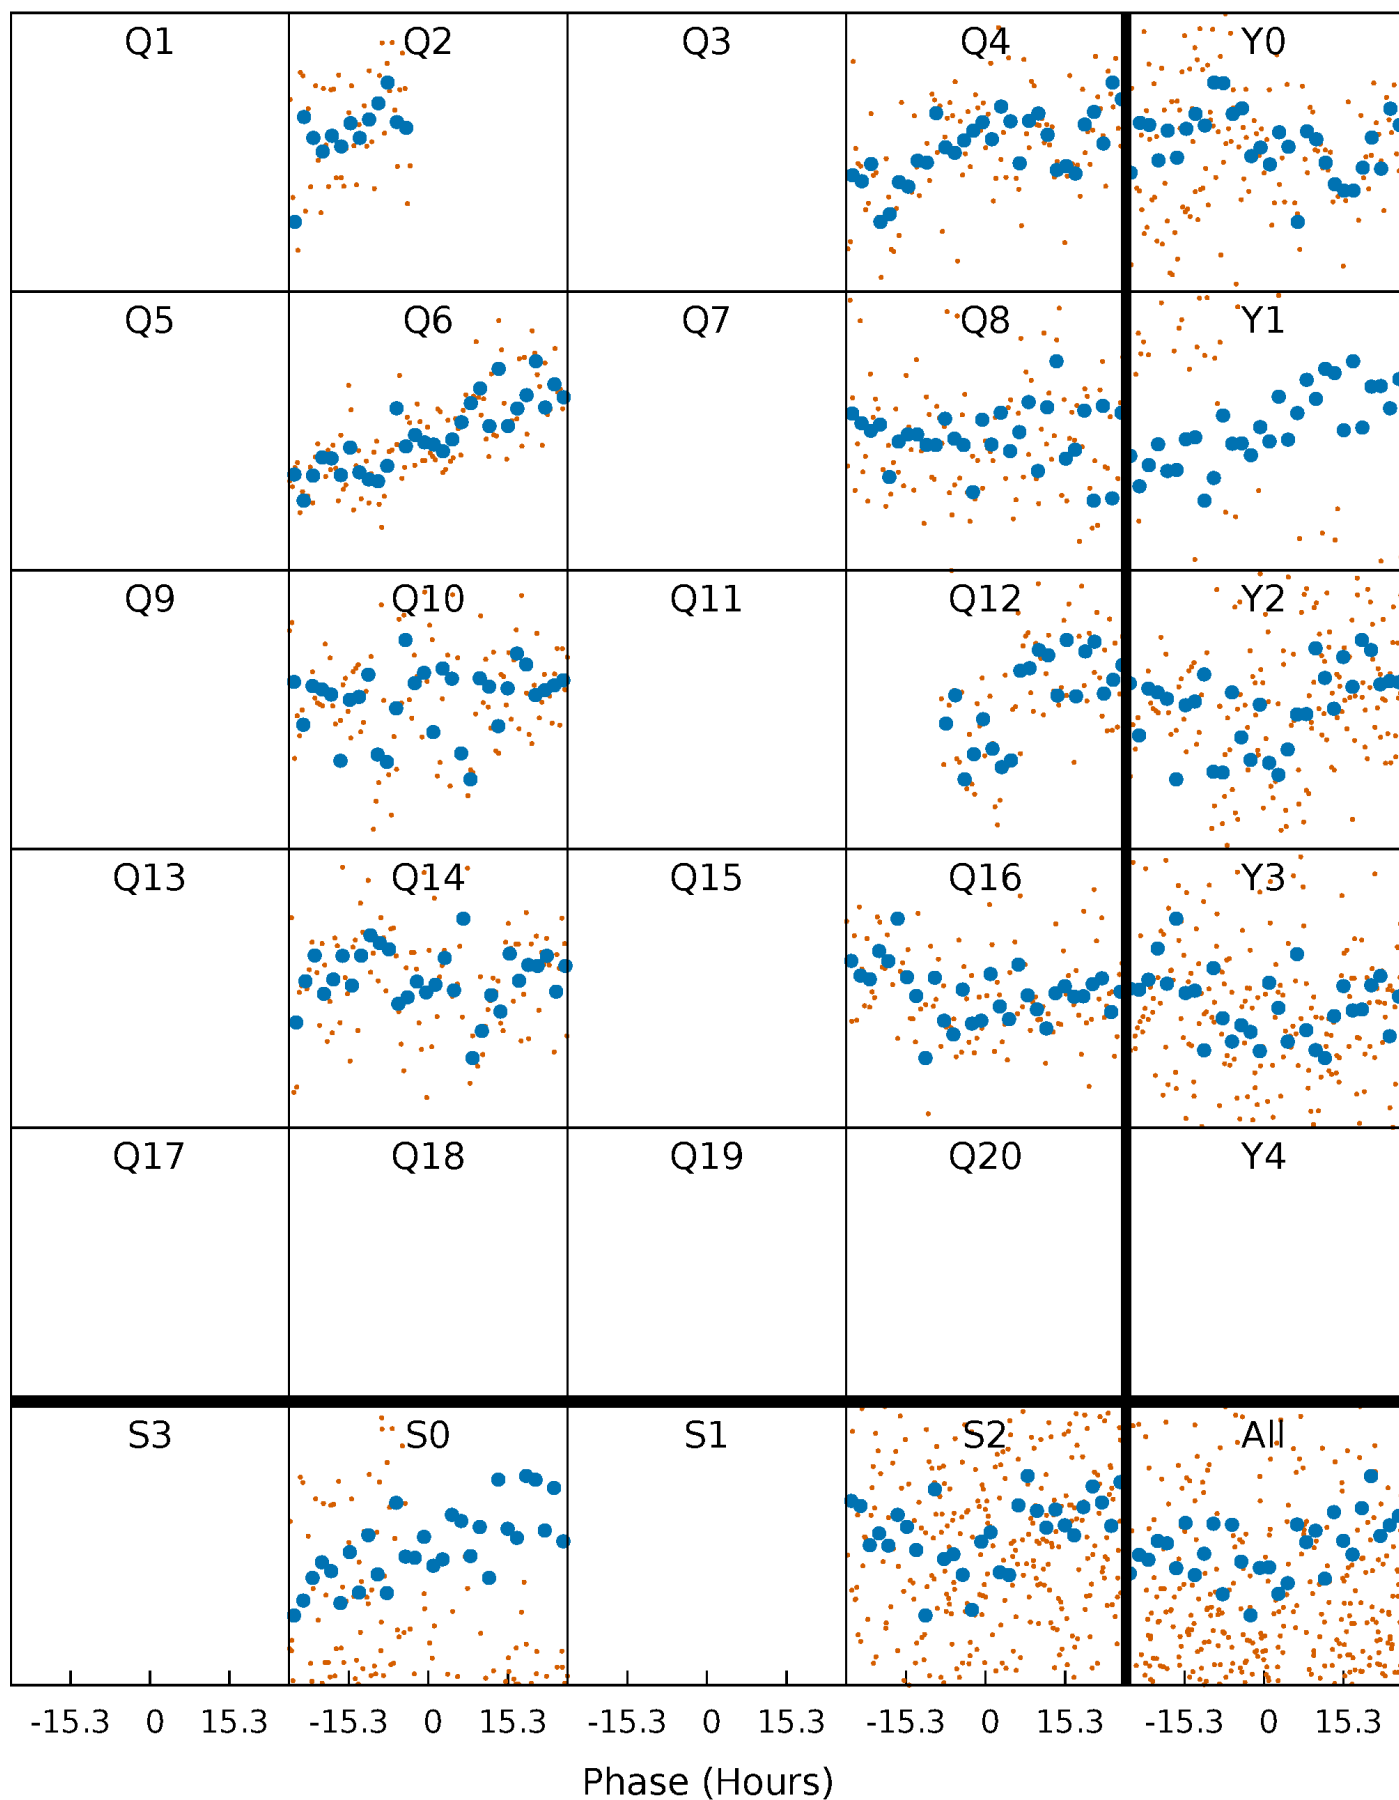 Q1 Q2 Q3 Q4 Y0
Q5 Q6 Q7 Q8 Y1
Q9 Q10 Q11 Q12 Y2
Q13 Q14 Q15 Q16 Y3
Q17 Q18 Q19 Q20 Y4
S3 S0 S1 S2 All
-15.3 0 15.3 -15.3 0 15.3 -15.3 0 15.3 -15.3 0 15.3 -15.3 0 15.3
Phase (Hours)